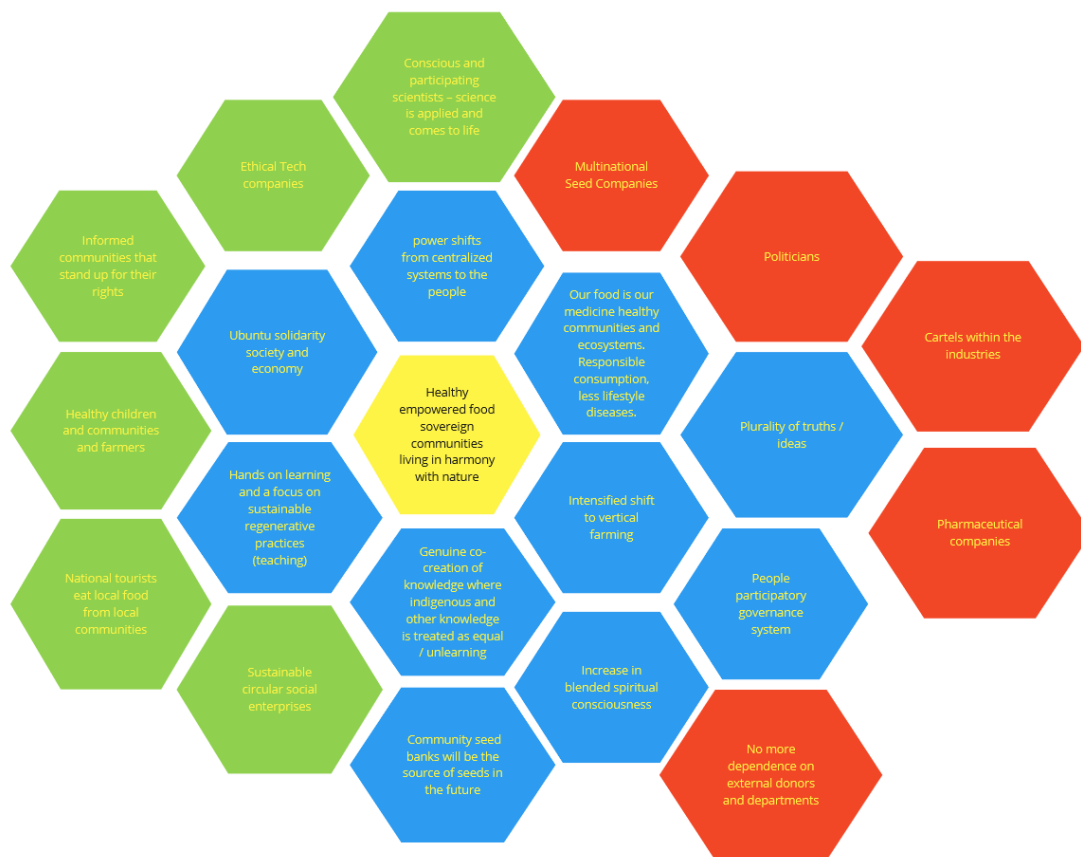 Conscious and
participating
scientists – science
is applied and
comes to life
Ethical Tech
companies
Multinational
Seed Companies
Informed
communities that
stand up for their
rights
power shifts
from centralized
systems to the
people
Politicians
Ubuntu solidarity
society and
economy
Our food is our
medicine healthy
communities and
ecosystems.
Responsible
consumption,
less lifestyle
diseases.
Cartels within the
industries
Healthy children
and communities
and farmers
Healthy
empowered food
sovereign
communities
living in harmony
with nature
Plurality of truths /
ideas
Hands on learning
and a focus on
sustainable
regenerative
practices
(teaching)
Intensified shift
to vertical
farming
Pharmaceutical
companies
National tourists
eat local food
from local
communities
Genuine co-
creation of
knowledge where
indigenous and
other knowledge
is treated as equal
/ unlearning
People
participatory
governance
system
Sustainable
circular social
enterprises
Increase in
blended spiritual
consciousness
Community seed
banks will be the
source of seeds in
the future
No more
dependence on
external donors
and departments